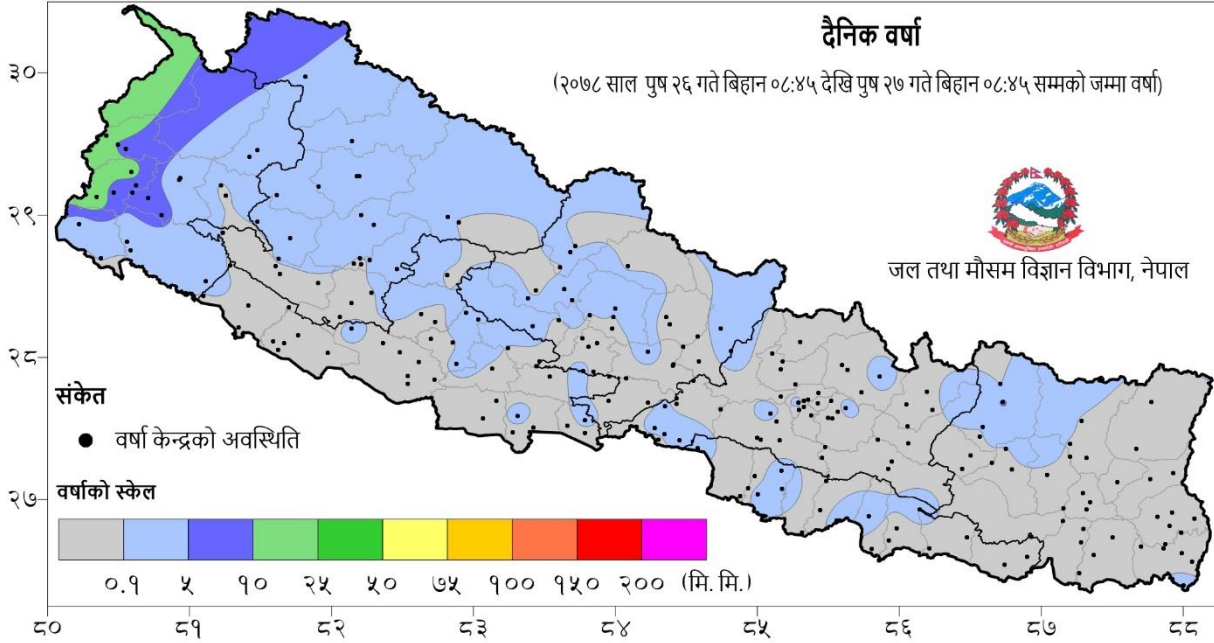 दैनिक वर्षा
(२०७८ साल पुष २६ गते बिहान ०८:४५ देखि पुष २७ गते बिहान ०८:४५ सम्मको जम्मा वर्षा)
३०
२९
जल तथा मौसम विज्ञान विभाग, नेपाल
२८
संकेत
वर्षा केन्द्रको अवस्थिति
वर्षाको स्केल
२७
०.१ ५ १० २५ ५० ७५ १०० १५० २०० (मि. मि.)
८० ८१ ८२ ८३ ८४ ८५ ८६ ८७ ८८